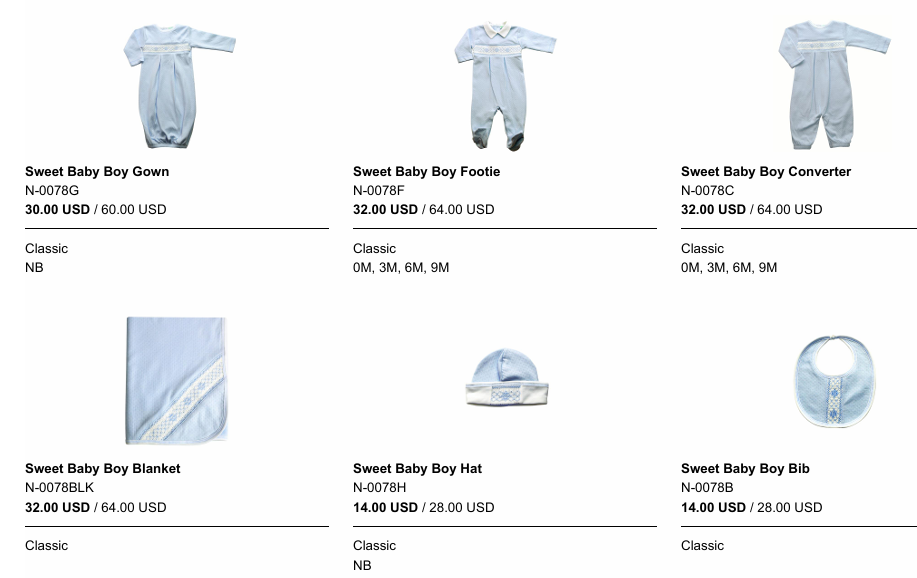 Sweet Baby Boy Gown
N-0078G
30.00 USD / 60.00 USD
Classic
NB
Sweet Baby Boy Footie
N-0078F
32.00 USD / 64.00 USD
Classic
0M, 3M, 6M, 9M
Sweet Baby Boy Converter
N-0078C
32.00 USD / 64.00 USD
Classic
0M, 3M, 6M, 9M
Sweet Baby Boy Blanket
N-0078BLK
32.00 USD / 64.00 USD
Classic
Sweet Baby Boy Hat
N-0078H
14.00 USD / 28.00 USD
Classic
NB
Sweet Baby Boy Bib
N-0078B
14.00 USD / 28.00 USD
Classic